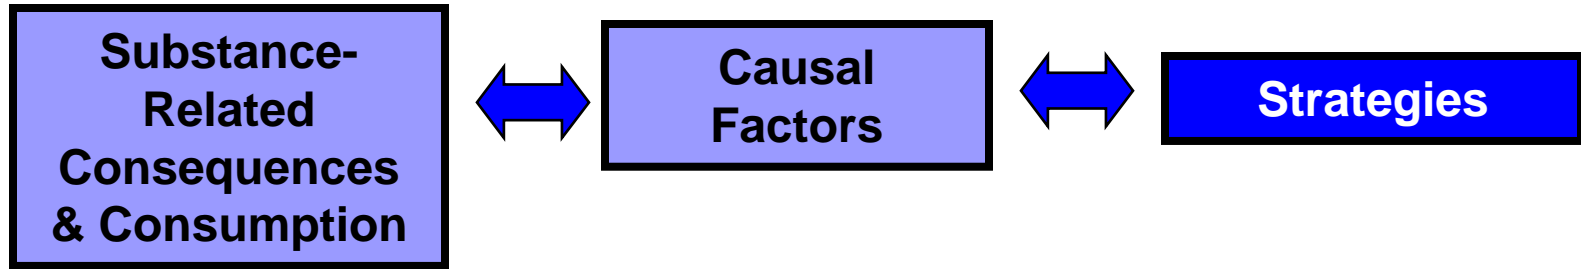 Substance-
Related
Consequences
& Consumption
Causal
Factors
Strategies